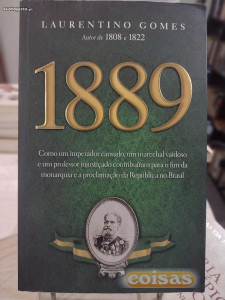 LAURENTINO GOMES
Autor de 1808 e 1822
1889
Como um imperador cansado, um marechal vaidoso
e um professor injustiçado contribuíram para o fim da
monarquia e a proclamação da República no Brasil
coisas